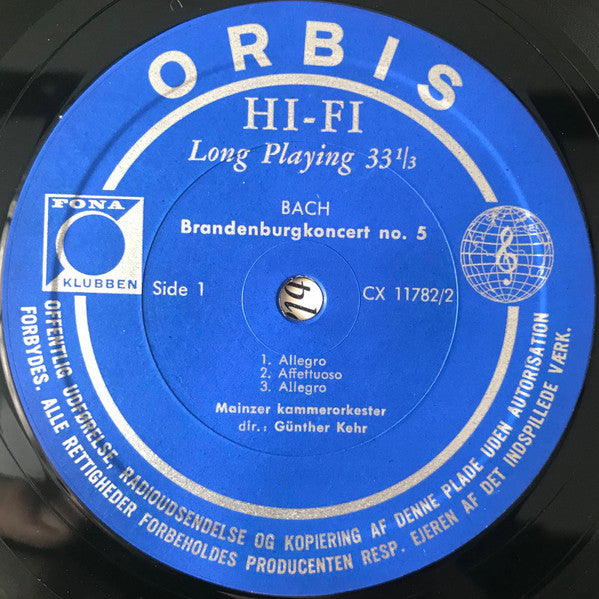 ORBIS
HI-FI
Long Playing 33 1/3
BACH
Brandenburgkoncert no. 5
FONA
KLUBBEN
Side 1
CX 11782/2
1. Allegro
2. Affettuoso
3. Allegro
Mainzer kammerorkester
dir.: Günther Kehr
OFFENTLIG UDFØRELSE, RADIOUDSENDELSE OG KOPIERING AF DENNE PLADE UDEN AUTORISATION
FORBYDES. ALLE RETTIGHEDER FORBEHOLDES PRODUCENTEN RESP. EJEREN AF DET INDSPILLEDE VÆRK.